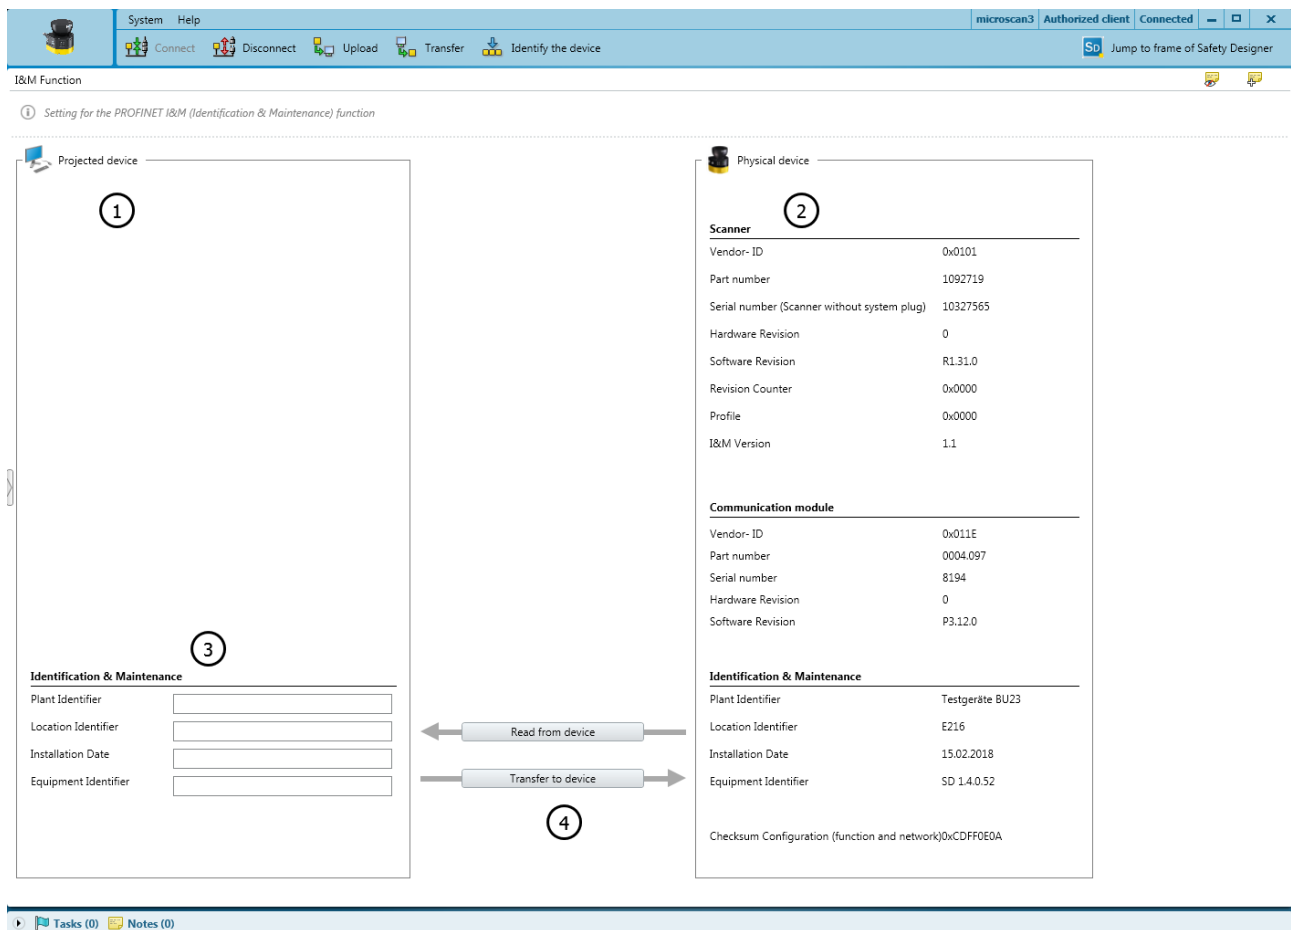 System Help microscan3 Authorized client Connected
Connect Disconnect Upload Transfer Identify the device SD Jump to frame of Safety Designer
I&M Function
Setting for the PROFINET I&M (Identification & Maintenance) function
Projected device
1
Identification & Maintenance
3
Plant Identifier
Location Identifier
Installation Date
Equipment Identifier
Read from device
Transfer to device
4
Physical device
2
Scanner
Vendor- ID 0x0101
Part number 1092719
Serial number (Scanner without system plug) 10327565
Hardware Revision 0
Software Revision R1.31.0
Revision Counter 0x0000
Profile 0x0000
I&M Version 1.1
Communication module
Vendor- ID 0x011E
Part number 0004.097
Serial number 8194
Hardware Revision 0
Software Revision P3.12.0
Identification & Maintenance
Plant Identifier Testgeräte BU23
Location Identifier E216
Installation Date 15.02.2018
Equipment Identifier SD 1.4.0.52
Checksum Configuration (function and network)0xCDFF0E0A
Tasks (0) Notes (0)